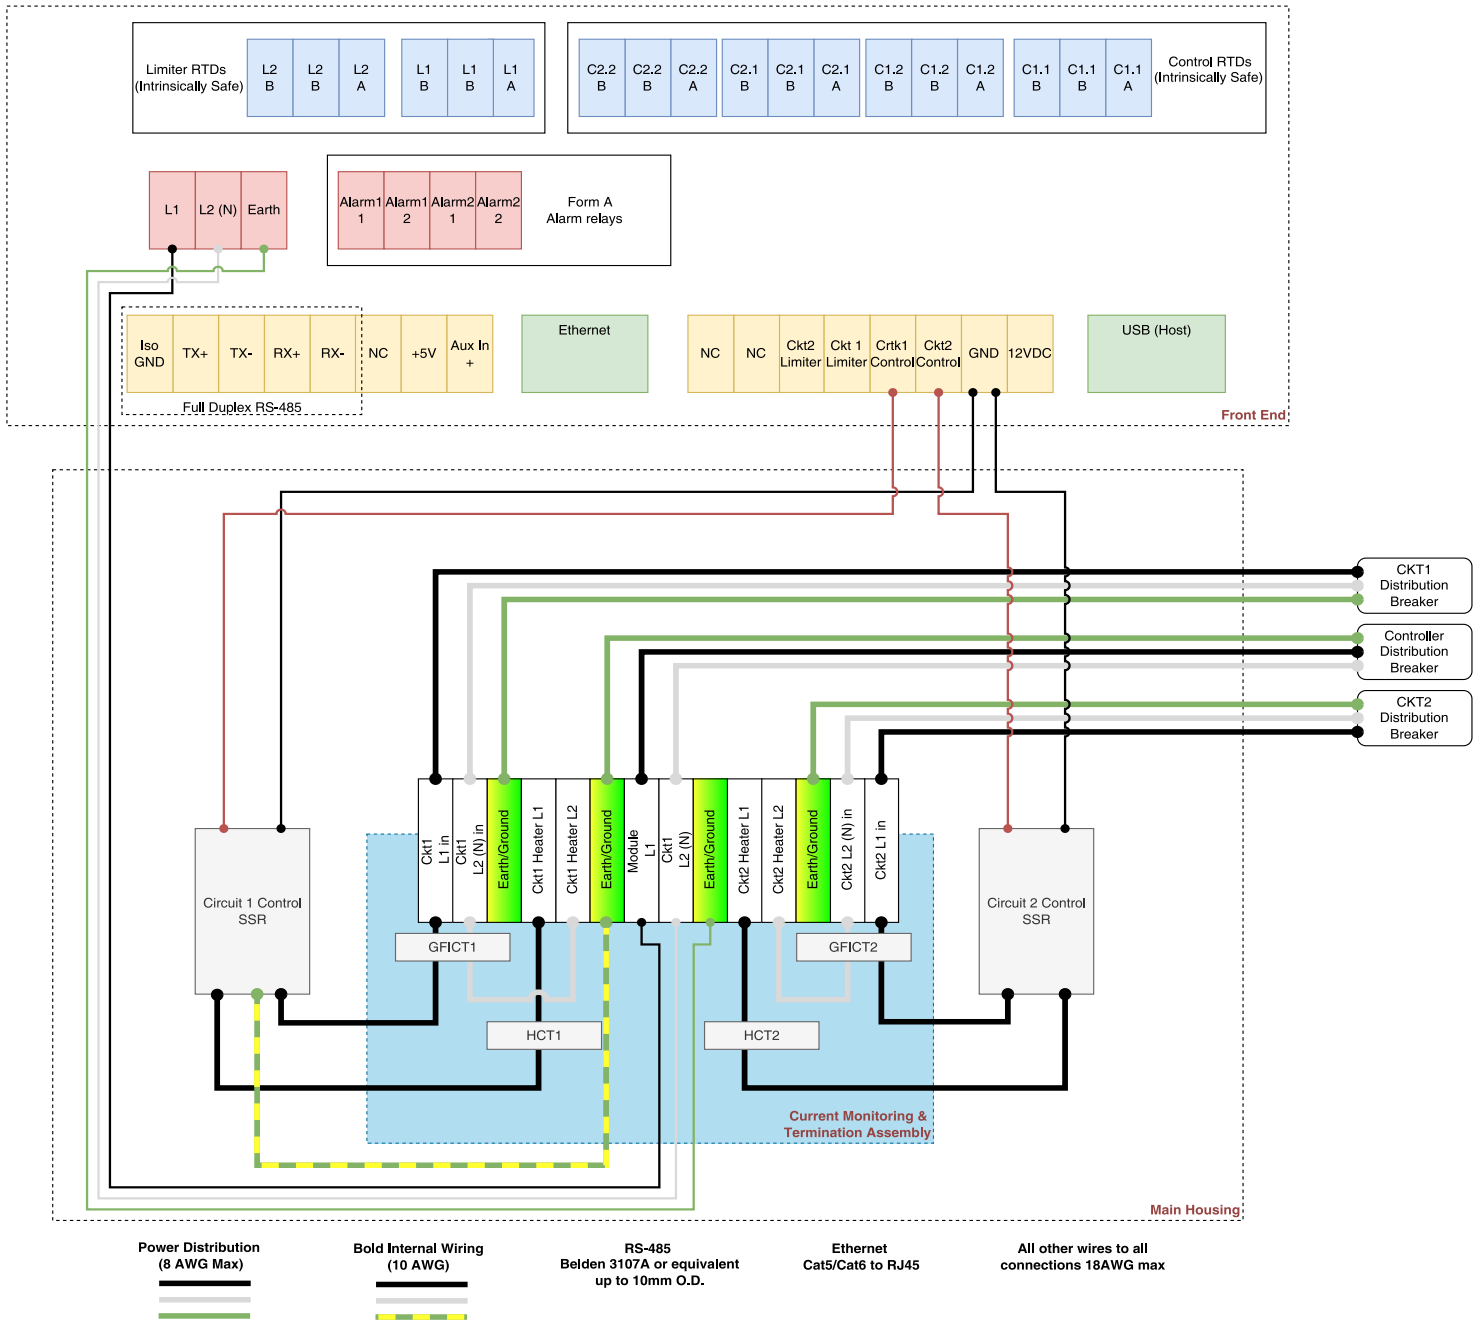 Limiter RTDs
(Intrinsically Safe)
L2
B
L2
B
L2
A
L1
B
L1
B
L1
A
C2.2
B
C2.2
B
C2.2
A
C2.1
B
C2.1
B
C2.1
A
C1.2
B
C1.2
B
C1.2
A
C1.1
B
C1.1
B
C1.1
A
Control RTDs
(Intrinsically Safe)
L1
L2 (N)
Earth
Alarm1
1
Alarm1
2
Alarm2
1
Alarm2
2
Form A
Alarm relays
Iso
GND
TX+
TX-
RX+
RX-
NC
+5V
Aux In
+
Full Duplex RS-485
Ethernet
NC
NC
Ckt2
Limiter
Ckt 1
Limiter
Crtk1
Control
Ckt2
Control
GND
12VDC
USB (Host)
Front End
CKT1
Distribution
Breaker
Controller
Distribution
Breaker
CKT2
Distribution
Breaker
Ckt1
L1 in
Ckt1
L2 (N) in
Earth/Ground
Ckt1 Heater L1
Ckt1 Heater L2
Earth/Ground
Module
L1
Ckt1
L2 (N)
Earth/Ground
Ckt2 Heater L1
Ckt2 Heater L2
Earth/Ground
Ckt2 L2 (N) in
Ckt2 L1 in
Circuit 1 Control
SSR
Circuit 2 Control
SSR
GFICT1
GFICT2
HCT1
HCT2
Current Monitoring &
Termination Assembly
Main Housing
Power Distribution
(8 AWG Max)
Bold Internal Wiring
(10 AWG)
RS-485
Belden 3107A or equivalent
up to 10mm O.D.
Ethernet
Cat5/Cat6 to RJ45
All other wires to all
connections 18AWG max